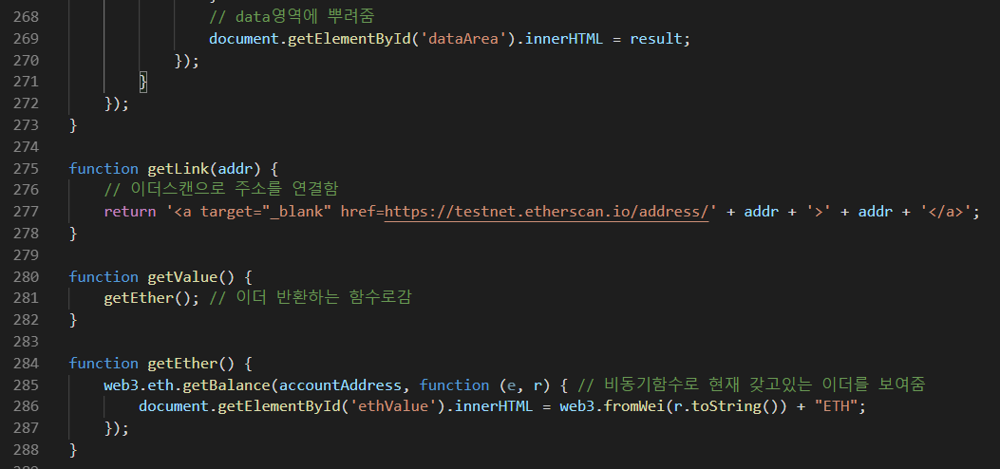 268 // data영역에 뿌려줌
269 document.getElementById('dataArea').innerHTML = result;
270 });
271 }
272 });
273 }
274
275 function getLink(addr) {
276 // 이더스캔으로 주소를 연결함
277 return '<a target="_blank" href=https://testnet.etherscan.io/address/' + addr + '>' + addr + '</a>';
278 }
279
280 function getValue() {
281 getEther(); // 이더 반환하는 함수로감
282 }
283
284 function getEther() {
285 web3.eth.getBalance(accountAddress, function (e, r) { // 비동기함수로 현재 갖고있는 이더를 보여줌
286 document.getElementById('ethValue').innerHTML = web3.fromWei(r.toString()) + "ETH";
287 });
288 }